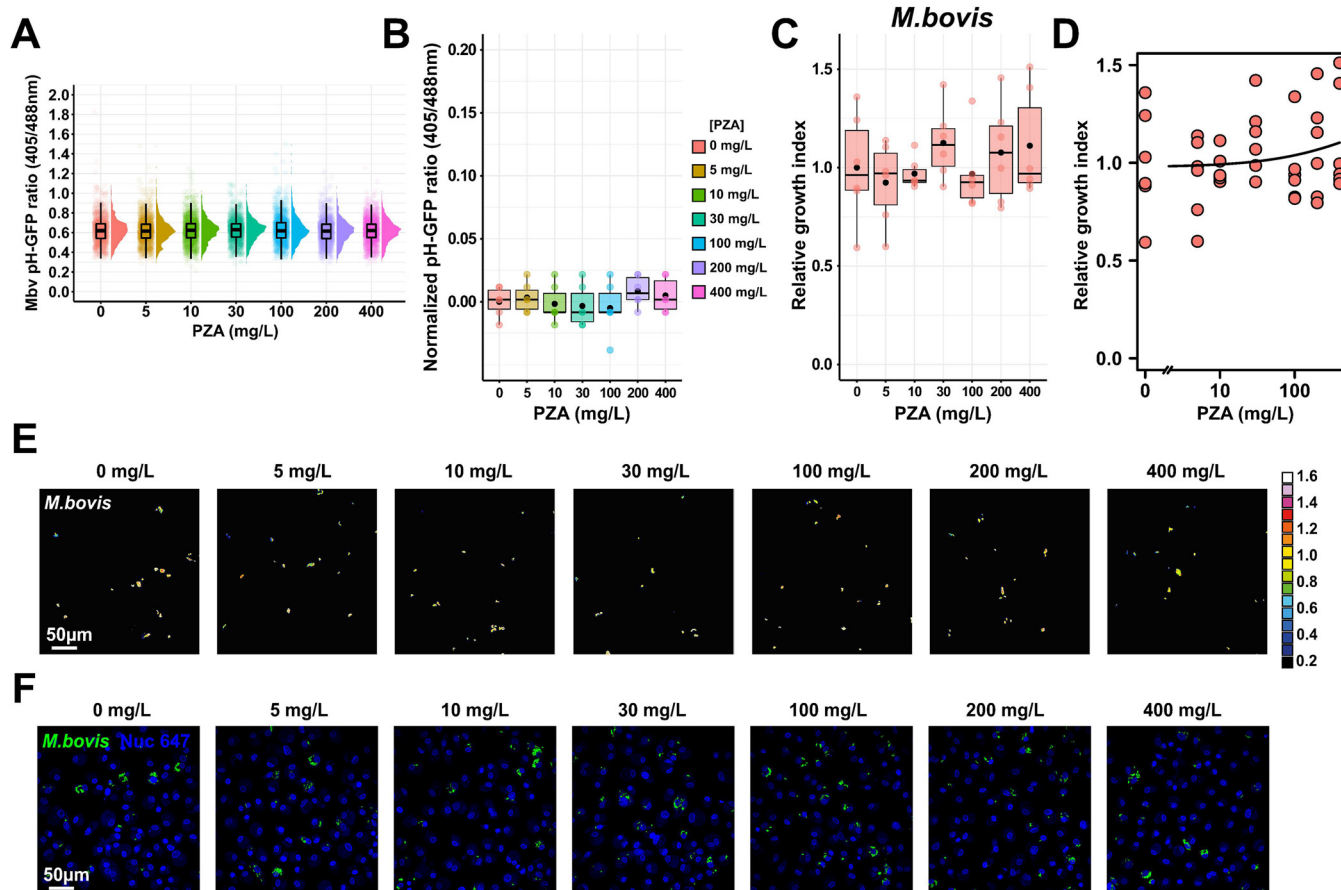 A
Mbv pH-GFP ratio (405/488nm)
2.0
1.8
1.6
1.4
1.2
1.0
0.8
0.6
0.4
0.2
0.0
0 5 10 30 100 200 400
PZA (mg/L)
B
Normalized pH-GFP ratio (405/488nm)
0.20
0.15
0.10
0.05
0.00
0 5 10 30 100 200 400
PZA (mg/L)
[PZA]
0 mg/L
5 mg/L
10 mg/L
30 mg/L
100 mg/L
200 mg/L
400 mg/L
M.bovis
C
Relative growth index
1.5
1.0
1.0
0.0
0 5 10 30 100 200 400
PZA (mg/L)
D
Relative growth index
1.5
1.0
1.0
0.0
0 10 100
PZA (mg/L)
E
0 mg/L 5 mg/L 10 mg/L 30 mg/L 100 mg/L 200 mg/L 400 mg/L
M.bovis
50µm
1.6
1.4
1.2
1.0
0.8
0.6
0.4
0.2
F
0 mg/L 5 mg/L 10 mg/L 30 mg/L 100 mg/L 200 mg/L 400 mg/L
M.bovis Nuc 647
50µm